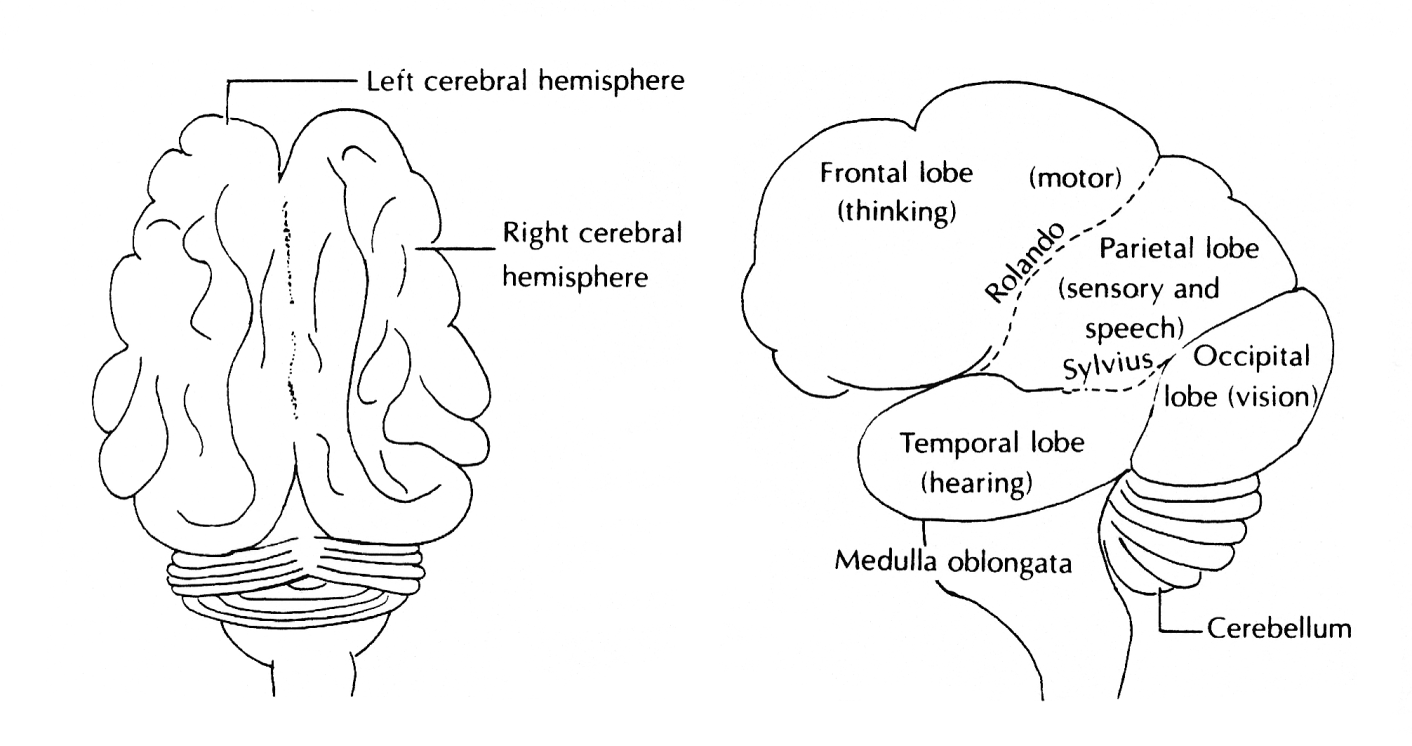 Left cerebral hemisphere
Right cerebral
hemisphere
Frontal lobe
(thinking)
(motor)
Rolando
Parietal lobe
(sensory and
speech)
Sylvius
Occipital
lobe (vision)
Temporal lobe
(hearing)
Medulla oblongata
Cerebellum